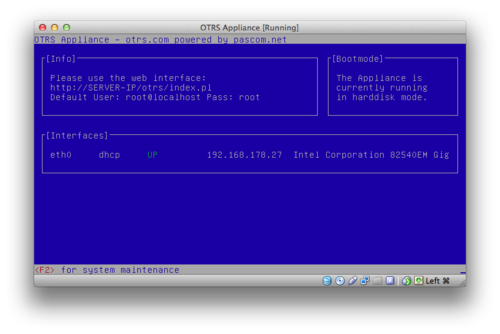 OTRS Appliance [Running]
OTRS Appliance - otrs.com powered by pascom.net
[Info]
Please use the web interface:
http://SERVER-IP/otrs/index.pl
Default User: root@localhost Pass: root
[Bootmode]
The Appliance is
currently running
in harddisk mode.
[Interfaces]
eth0 dhcp UP 192.168.178.27 Intel Corporation 82540EM Gig
<F2> for system maintenance
Left ⌘